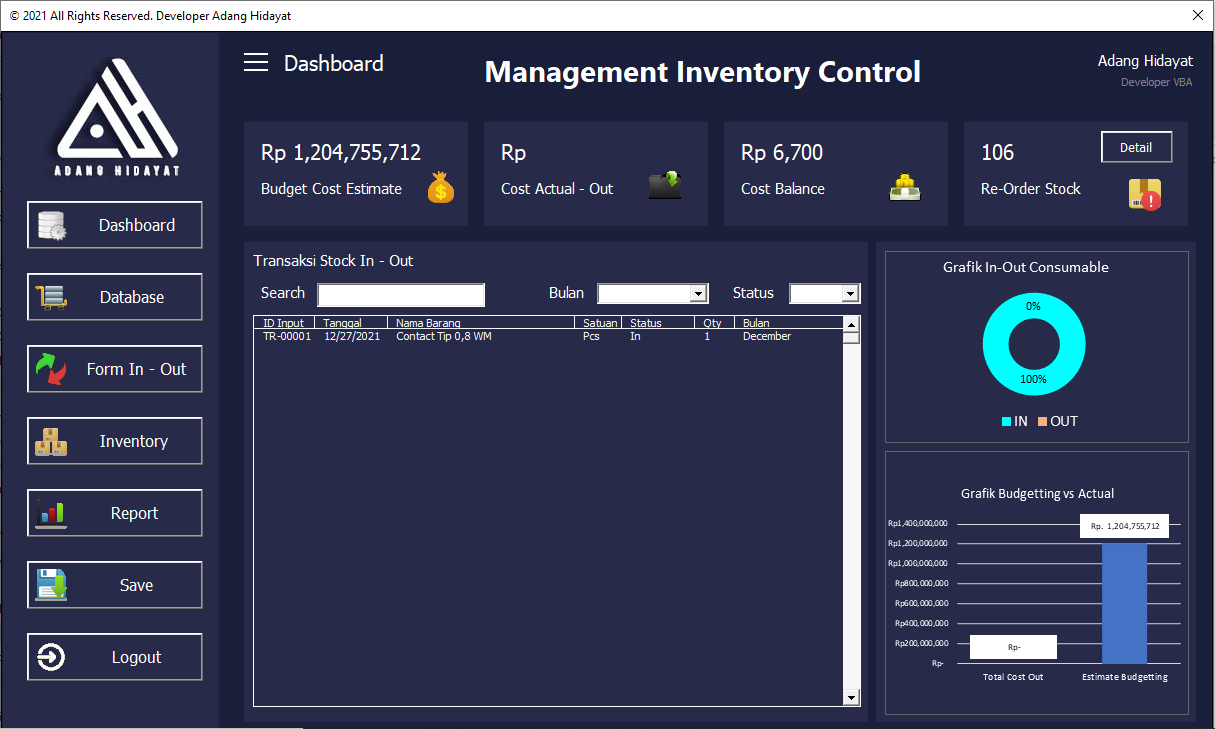 © 2021 All Rights Reserved. Developer Adang Hidayat
ADANG HIDAYAT
Dashboard
Database
Form In - Out
Inventory
Report
Save
Logout
Dashboard
Management Inventory Control
Adang Hidayat
Developer VBA
Rp 1,204,755,712
Budget Cost Estimate
Rp
Cost Actual - Out
Rp 6,700
Cost Balance
106
Re-Order Stock
Detail
Transaksi Stock In - Out
Search
Bulan
Status
ID Input Tanggal Nama Barang Satuan Status Qty Bulan
TR-00001 12/27/2021 Contact Tip 0,8 WM Pcs In 1 December
Grafik In-Out Consumable
0%
100%
IN OUT
Grafik Budgetting vs Actual
Rp1,400,000,000
Rp. 1,204,755,712
Rp1,200,000,000
Rp1,000,000,000
Rp800,000,000
Rp600,000,000
Rp400,000,000
Rp200,000,000
Rp-
Rp-
Total Cost Out Estimate Budgetting